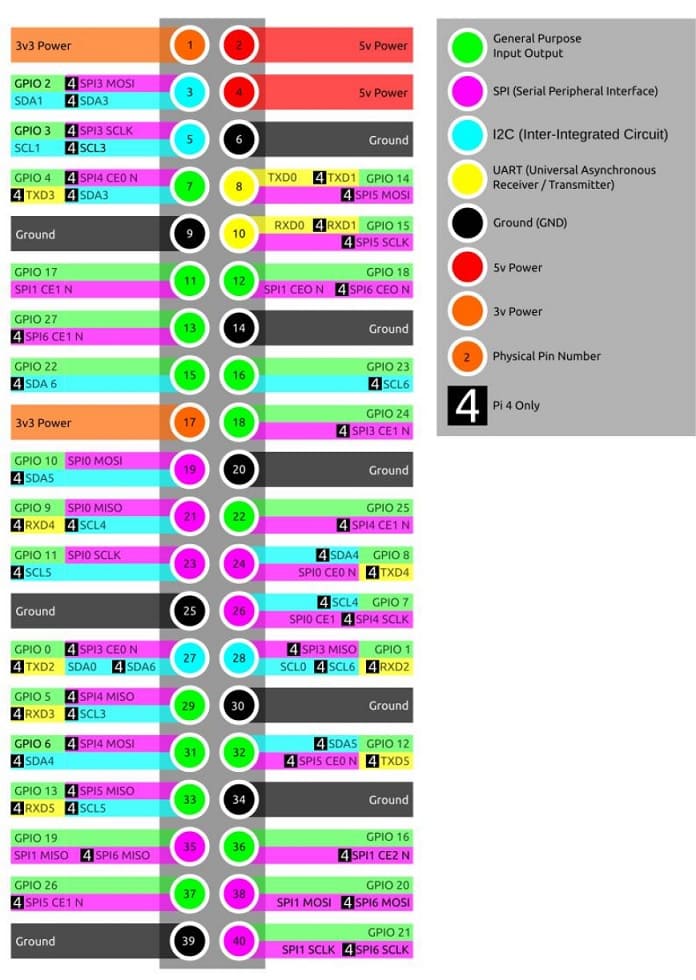 3v3 Power 1 2 5v Power
GPIO 2 4 SPI3 MOSI
SDA1 4 SDA3
3 4 5v Power
GPIO 3 4 SPI3 SCLK
SCL1 4 SCL3
5 6 Ground
GPIO 4 4 SPI4 CE0 N
4 TXD3 4 SDA3
7 8
TXD0 4 TXD1 GPIO 14
4 SPI5 MOSI
Ground 9 10
RXD0 4 RXD1 GPIO 15
4 SPI5 SCLK
GPIO 17
SPI1 CE1 N
11 12
GPIO 18
SPI1 CEO N 4 SPI6 CEO N
GPIO 27
4 SPI6 CE1 N
13 14 Ground
GPIO 22
4 SDA 6
15 16
GPIO 23
4 SCL6
3v3 Power 17 18
GPIO 24
4 SPI3 CE1 N
GPIO 10 SPI0 MOSI
4 SDA5
19 20 Ground
GPIO 9 SPI0 MISO
4 RXD4 4 SCL4
21 22
GPIO 25
4 SPI4 CE1 N
GPIO 11 SPI0 SCLK
4 SCL5
23 24
4 SDA4 GPIO 8
SPI0 CE0 N 4 TXD4
Ground 25 26
4 SCL4 GPIO 7
SPI0 CE1 4 SPI4 SCLK
GPIO 0 4 SPI3 CE0 N
4 TXD2 SDA0 4 SDA6
27 28
4 SPI3 MISO GPIO 1
SCL0 4 SCL6 4 RXD2
GPIO 5 4 SPI4 MISO
4 RXD3 4 SCL3
29 30 Ground
GPIO 6 4 SPI4 MOSI
4 SDA4
31 32
4 SDA5 GPIO 12
4 SPI5 CE0 N 4 TXD5
GPIO 13 4 SPI5 MISO
4 RXD5 4 SCL5
33 34 Ground
GPIO 19
SPI1 MISO 4 SPI6 MISO
35 36
GPIO 16
4 SPI1 CE2 N
GPIO 26
4 SPI5 CE1 N
37 38
GPIO 20
SPI1 MOSI 4 SPI6 MOSI
Ground 39 40
GPIO 21
SPI1 SCLK 4 SPI6 SCLK
General Purpose
Input Output
SPI (Serial Peripheral Interface)
I2C (Inter-Integrated Circuit)
UART (Universal Asynchronous
Receiver / Transmitter)
Ground (GND)
5v Power
3v Power
2 Physical Pin Number
4 Pi 4 Only